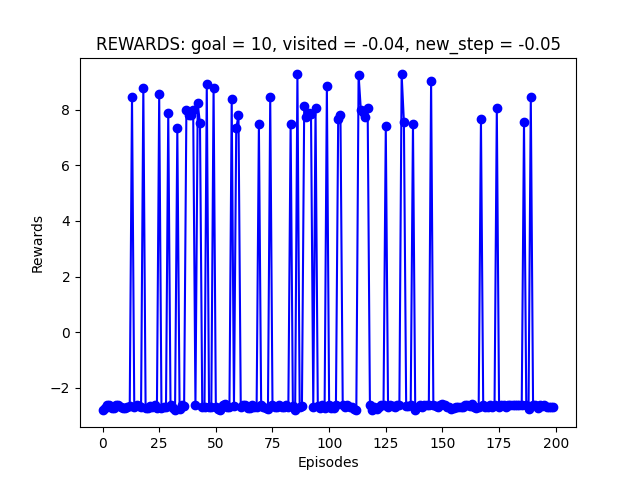 REWARDS: goal = 10, visited = -0.04, new_step = -0.05
8
6
4
2
0
−2
Rewards
0 25 50 75 100 125 150 175 200
Episodes